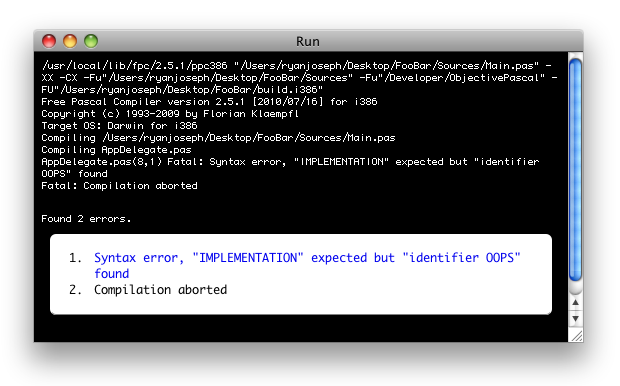 Run
/usr/local/lib/fpc/2.5.1/ppc386 "/Users/ryanjoseph/Desktop/FooBar/Sources/Main.pas" -
XX -CX -Fu"/Users/ryanjoseph/Desktop/FooBar/Sources" -Fu"/Developer/ObjectivePascal" -
FU"/Users/ryanjoseph/Desktop/FooBar/build.i386"
Free Pascal Compiler version 2.5.1 [2010/07/16] for i386
Copyright (c) 1993-2009 by Florian Klaempfl
Target OS: Darwin for i386
Compiling /Users/ryanjoseph/Desktop/FooBar/Sources/Main.pas
Compiling AppDelegate.pas
AppDelegate.pas(8,1) Fatal: Syntax error, "IMPLEMENTATION" expected but "identifier
OOPS" found
Fatal: Compilation aborted
Found 2 errors.
1. Syntax error, "IMPLEMENTATION" expected but "identifier OOPS"
found
2. Compilation aborted